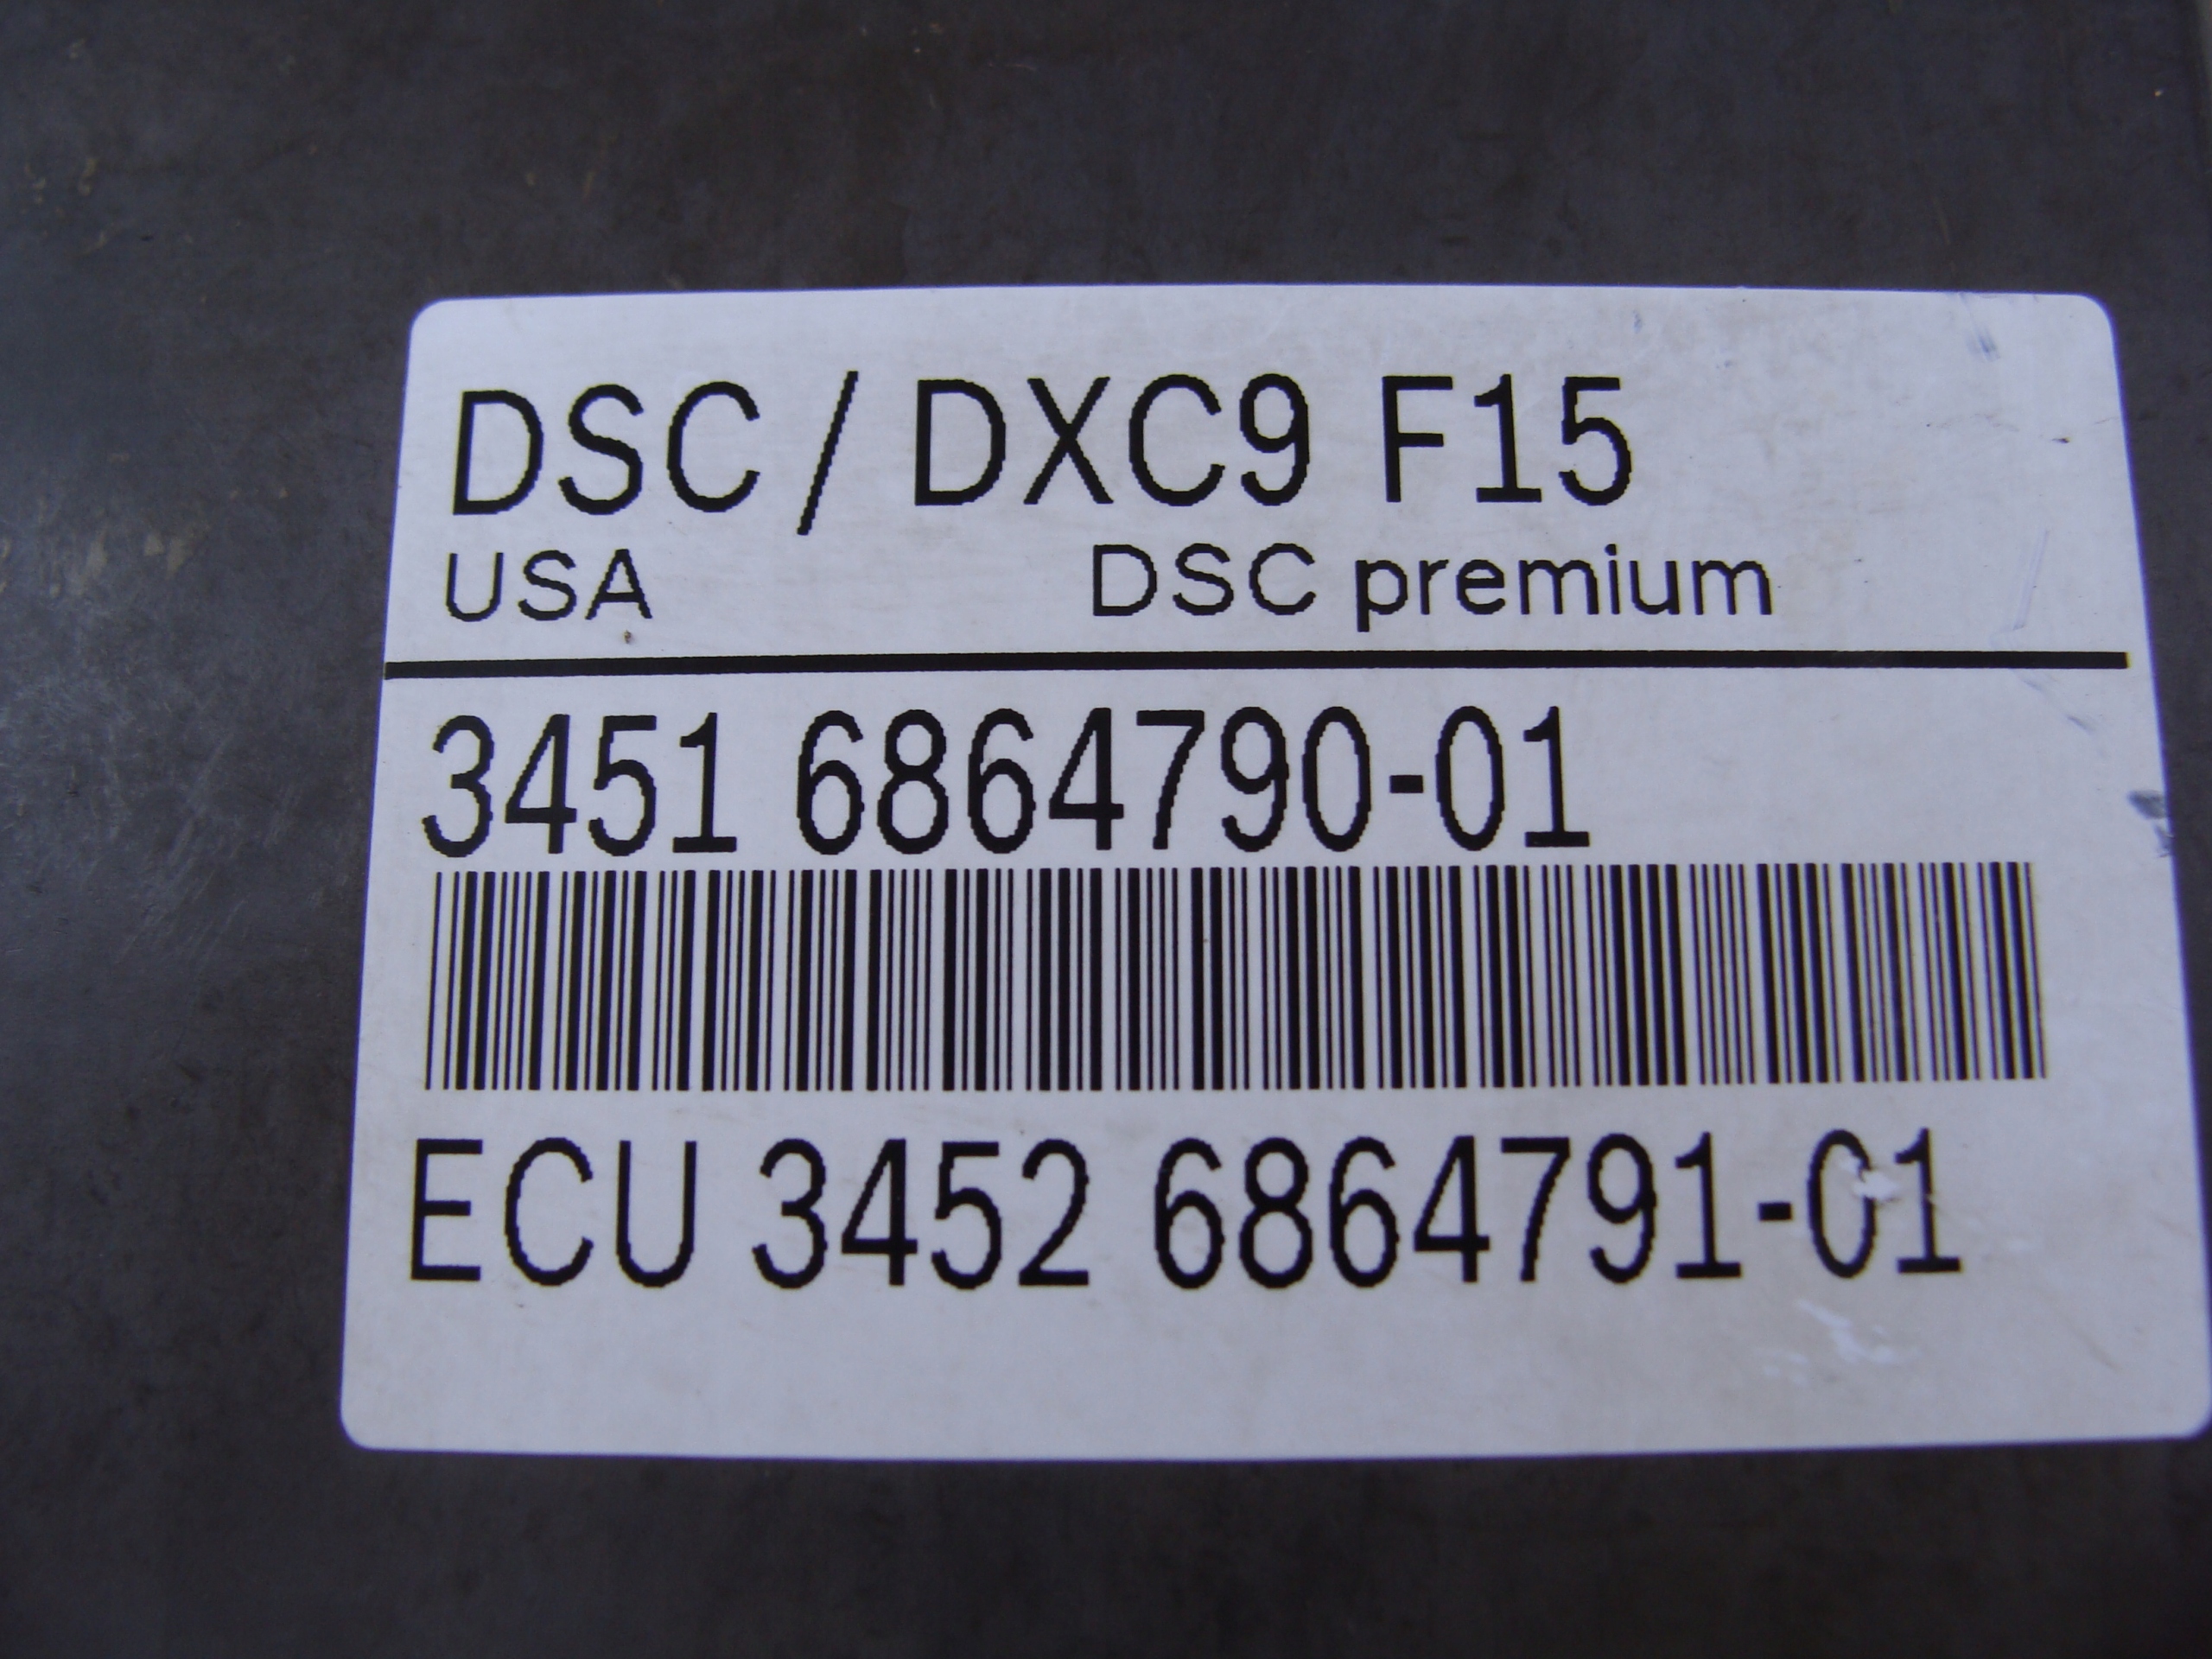 DSC / DXC9 F15
USA DSC premium
3451 6864790-01
ECU 3452 6864791-01